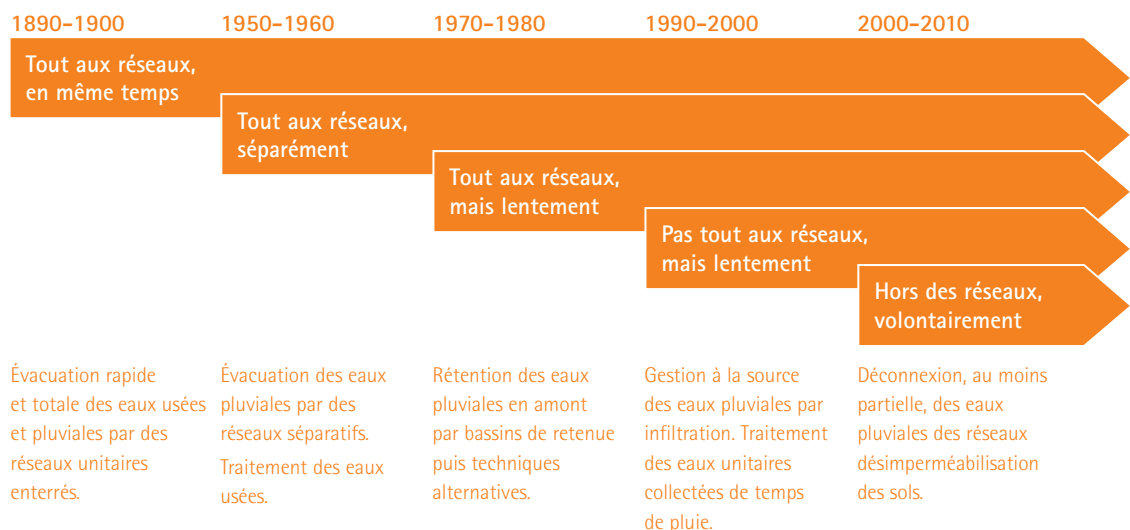 1890-1900
1950-1960
1970-1980
1990-2000
2000-2010
Tout aux réseaux,
en même temps
Tout aux réseaux,
séparément
Tout aux réseaux,
mais lentement
Pas tout aux réseaux,
mais lentement
Hors des réseaux,
volontairement
Évacuation rapide
et totale des eaux usées
et pluviales par des
réseaux unitaires
enterrés.
Évacuation des eaux
pluviales par des
réseaux séparatifs.
Traitement des eaux
usées.
Rétention des eaux
pluviales en amont
par bassins de retenue
puis techniques
alternatives.
Gestion à la source
des eaux pluviales par
infiltration. Traitement
des eaux unitaires
collectées de temps
de pluie.
Déconnexion, au moins
partielle, des eaux
pluviales des réseaux
désimperméabilisation
des sols.